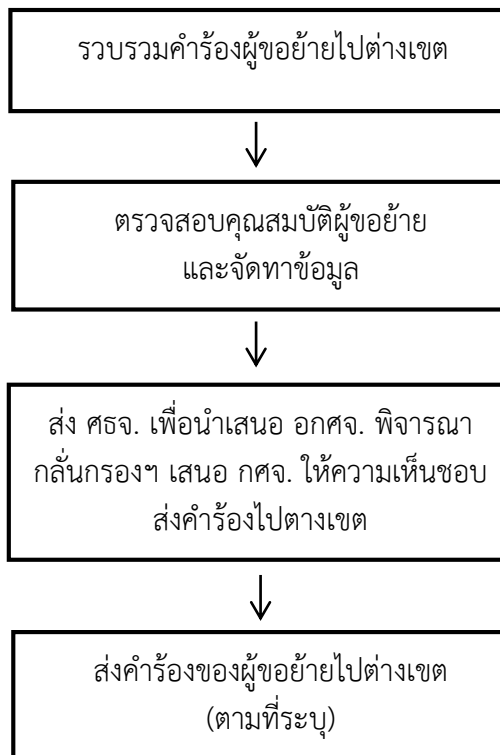 รวบรวมคำร้องผู้ขอย้ายไปต่างเขต
ตรวจสอบคุณสมบัติผู้ขอย้าย
และจัดทาข้อมูล
ส่ง ศธจ. เพื่อนำเสนอ อกศจ. พิจารณา
กลั่นกรองฯ เสนอ กศจ. ให้ความเห็นชอบ
ส่งคำร้องไปตางเขต
ส่งคำร้องของผู้ขอย้ายไปต่างเขต
(ตามที่ระบุ)